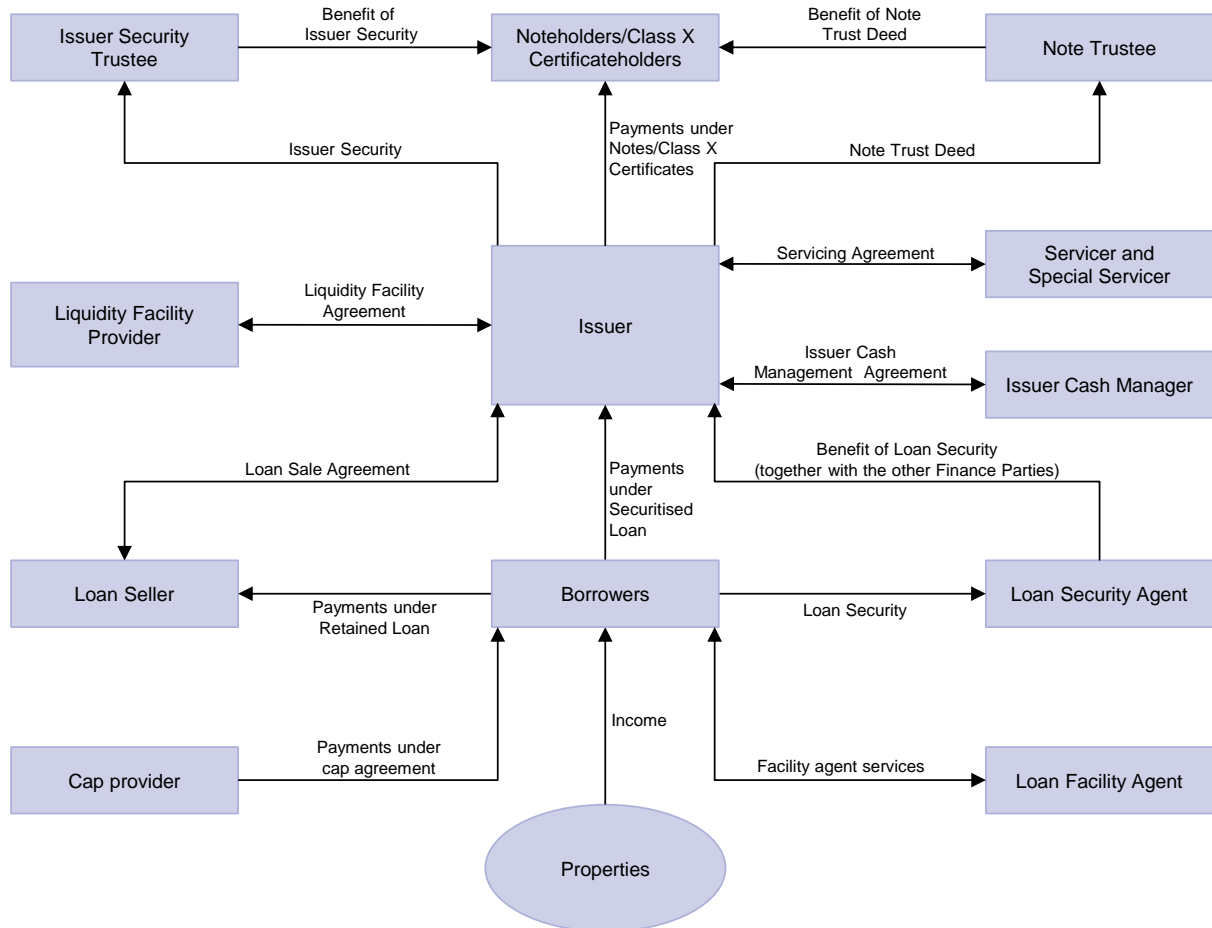 Issuer Security
Trustee
Benefit of
Issuer Security
Noteholders/Class X
Certificateholders
Benefit of Note
Trust Deed
Note Trustee
Issuer Security
Payments under
Notes/Class X
Certificates
Note Trust Deed
Liquidity Facility
Provider
Liquidity Facility
Agreement
Issuer
Servicing Agreement
Servicer and
Special Servicer
Issuer Cash
Management Agreement
Issuer Cash Manager
Loan Sale Agreement
Payments
under
Securitised
Loan
Benefit of Loan Security
(together with the other Finance Parties)
Loan Seller
Payments under
Retained Loan
Borrowers
Loan Security
Loan Security Agent
Cap provider
Payments under
cap agreement
Income
Facility agent services
Loan Facility Agent
Properties